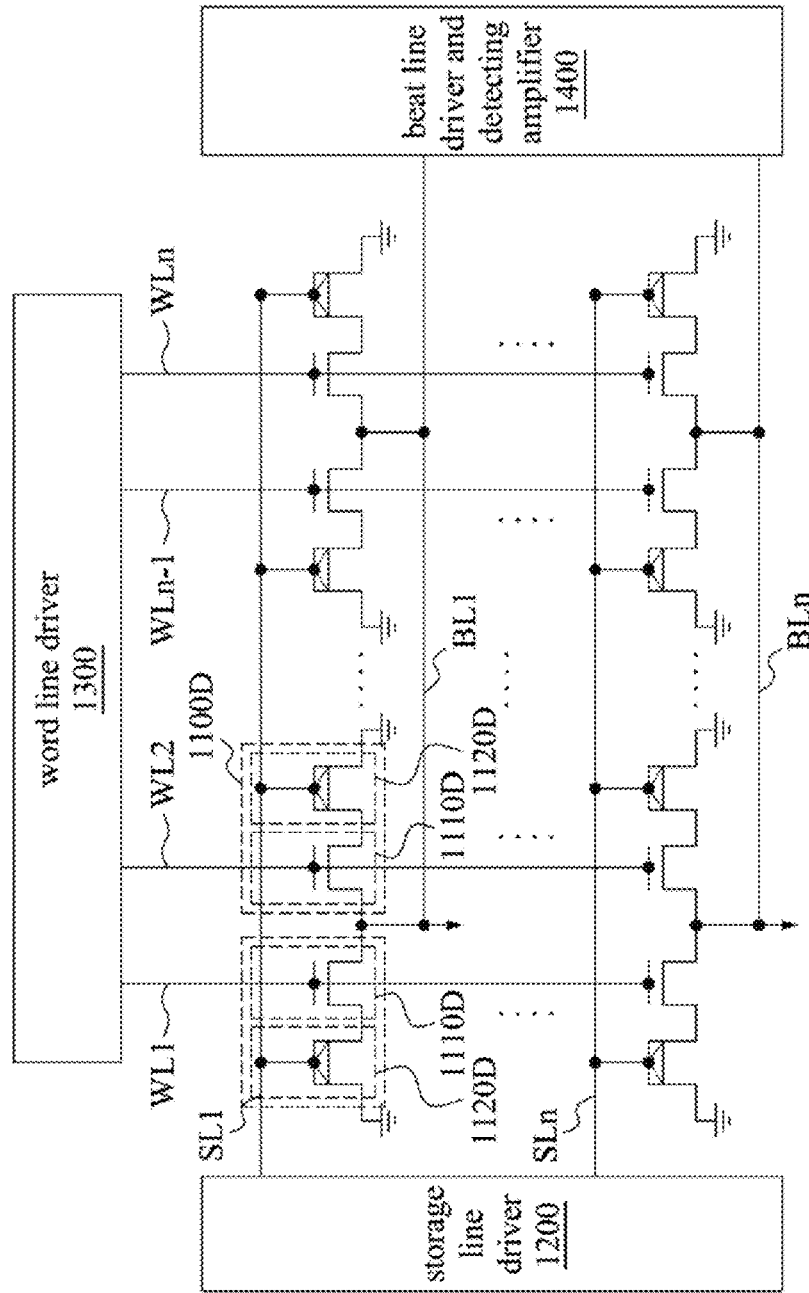 word line driver
1300
WL1
WL2
WLn-1
WLn
SL1
1100D
1120D
1110D
1110D
1120D
BL1
storage
line
driver
1200
beat line
driver and
detecting
amplifier
1400
SLn
BLn